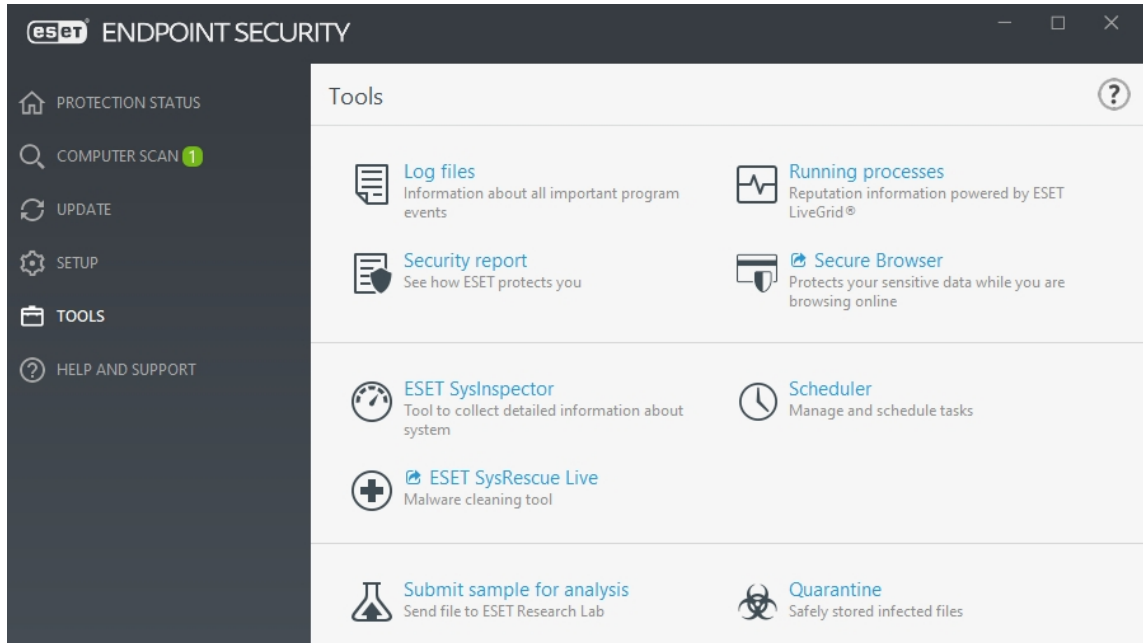 eset ENDPOINT SECURITY
PROTECTION STATUS
COMPUTER SCAN 1
UPDATE
SETUP
TOOLS
HELP AND SUPPORT
Tools
?
Log files
Information about all important program
events
Running processes
Reputation information powered by ESET
LiveGrid®
Security report
See how ESET protects you
Secure Browser
Protects your sensitive data while you are
browsing online
ESET SysInspector
Tool to collect detailed information about
system
Scheduler
Manage and schedule tasks
ESET SysRescue Live
Malware cleaning tool
Submit sample for analysis
Send file to ESET Research Lab
Quarantine
Safely stored infected files